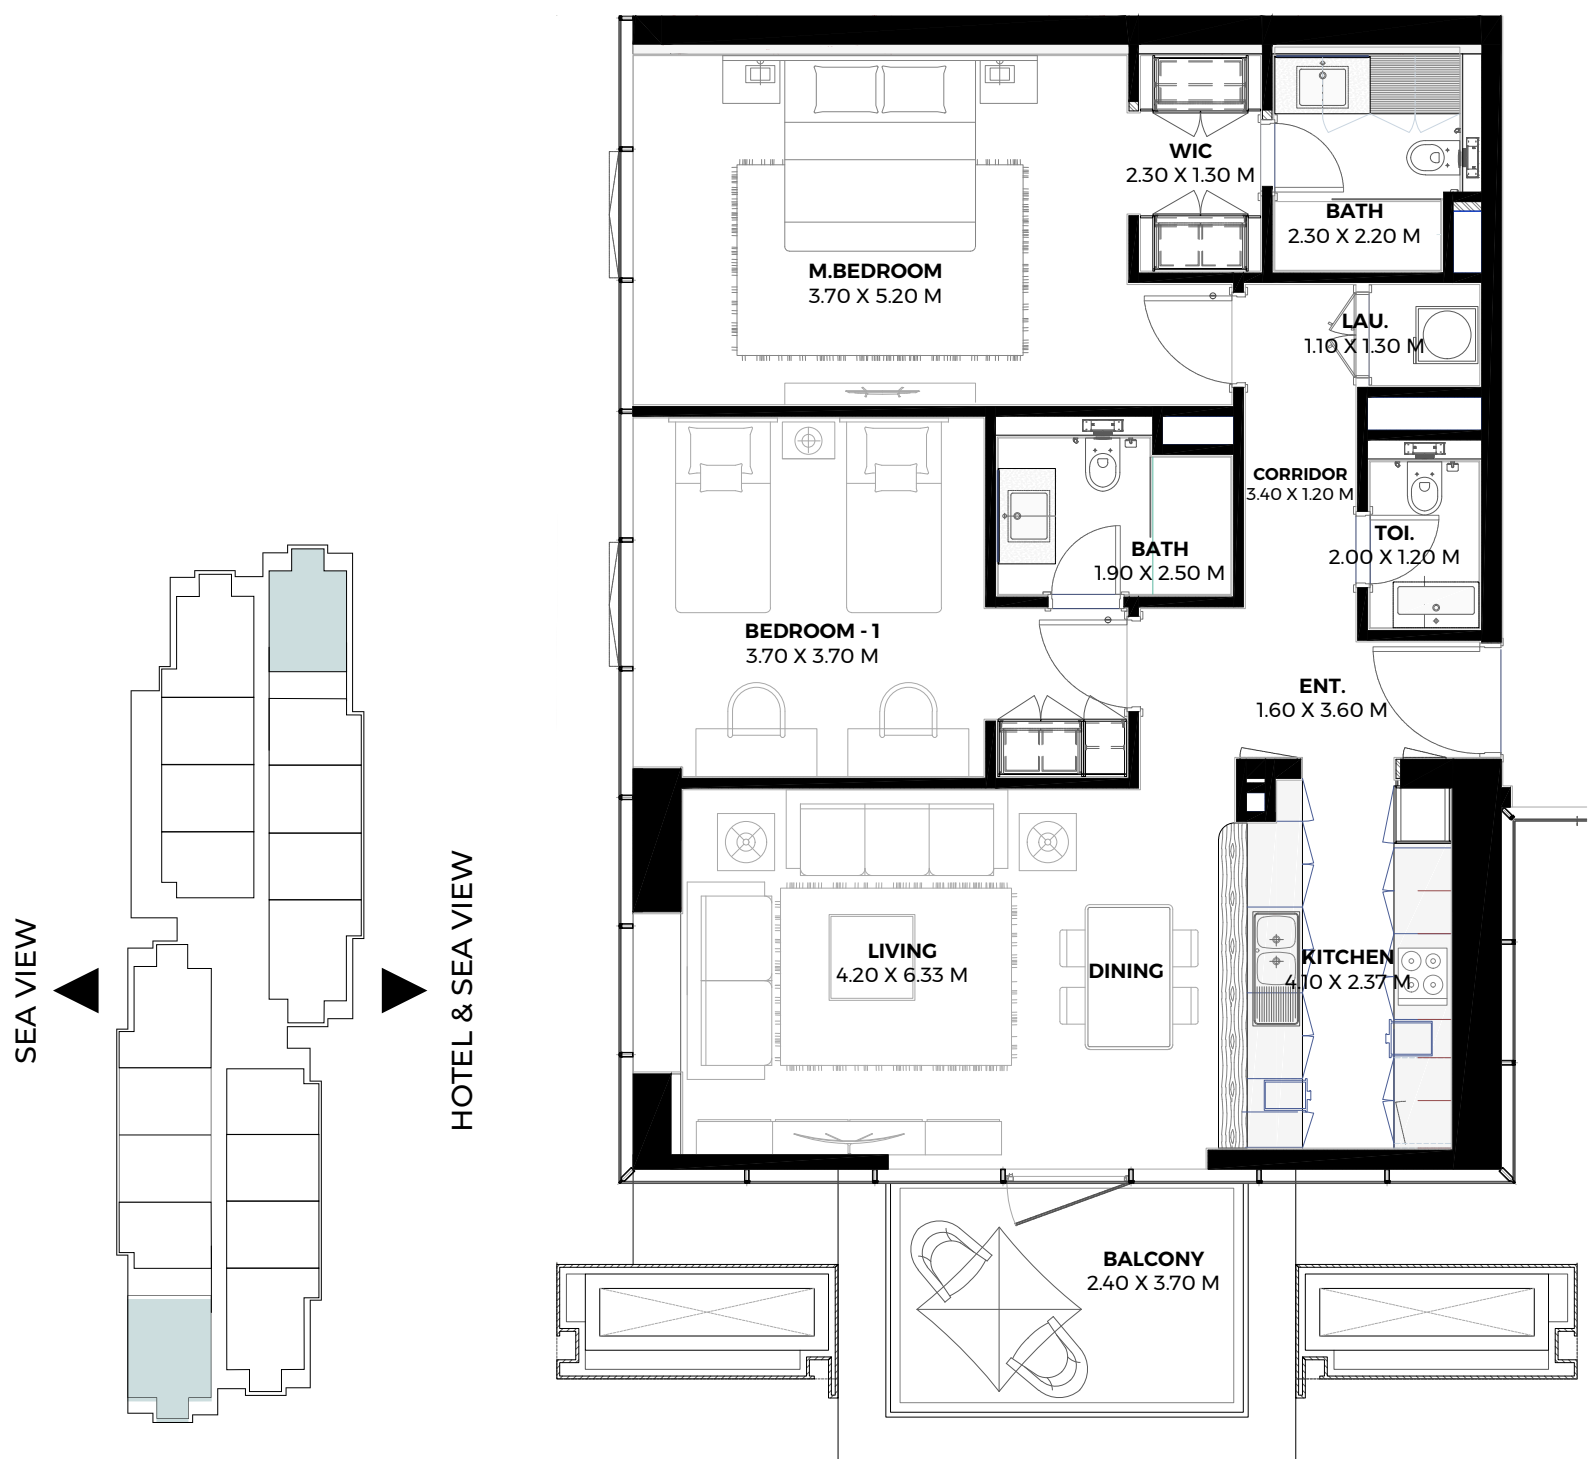 SEA VIEW
HOTEL & SEA VIEW
WIC
2.30 X 1.30 M
BATH
2.30 X 2.20 M
M.BEDROOM
3.70 X 5.20 M
LAU.
1.10 X 1.30 M
CORRIDOR
3.40 X 1.20 M
TOI.
2.00 X 1.20 M
BATH
1.90 X 2.50 M
BEDROOM - 1
3.70 X 3.70 M
ENT.
1.60 X 3.60 M
LIVING
4.20 X 6.33 M
DINING
KITCHEN
4.10 X 2.37 M
BALCONY
2.40 X 3.70 M